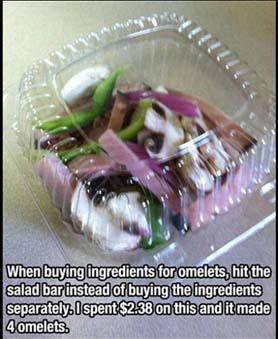 When buying ingredients for omelets, hit the
salad bar instead of buying the ingredients
separately. I spent $2.38 on this and it made
4 omelets.